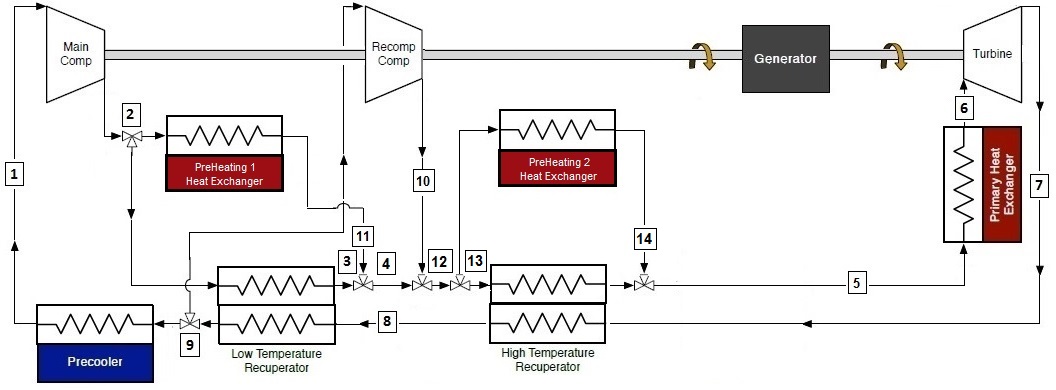 Main
Comp
Recomp
Comp
Generator
Turbine
2
6
PreHeating 1
Heat Exchanger
PreHeating 2
Heat Exchanger
Primary Heat
Exchanger
1
10
7
11
14
3
4
12
13
5
8
9
Precooler
Low Temperature
Recuperator
High Temperature
Recuperator